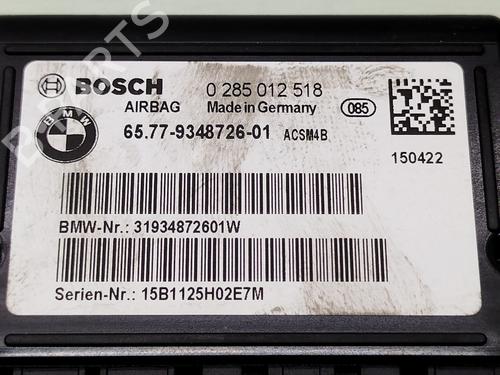 BOSCH 0 285 012 518
AIRBAG Made in Germany 085
BMW 65.77-9348726-01 ACSM4B
150422
BMW-Nr.: 31934872601W
Serien-Nr.: 15B1125H02E7M